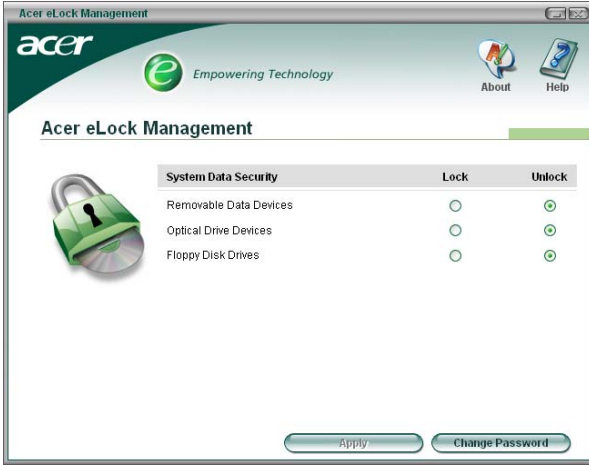 Acer eLock Management
acer
e Empowering Technology
About Help
Acer eLock Management
System Data Security Lock Unlock
Removable Data Devices
Optical Drive Devices
Floppy Disk Drives
Apply Change Password